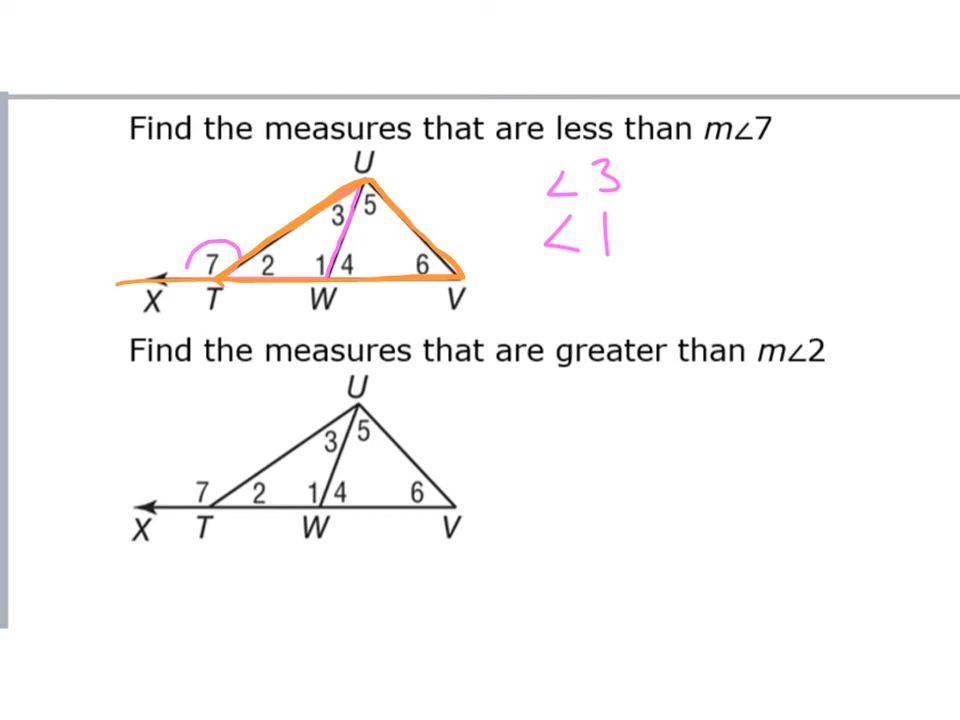 Find the measures that are less than m∠7
U
∠3
3 5
∠1
7 2 1 4 6
X T W V
Find the measures that are greater than m∠2
U
3 5
7 2 1 4 6
X T W V